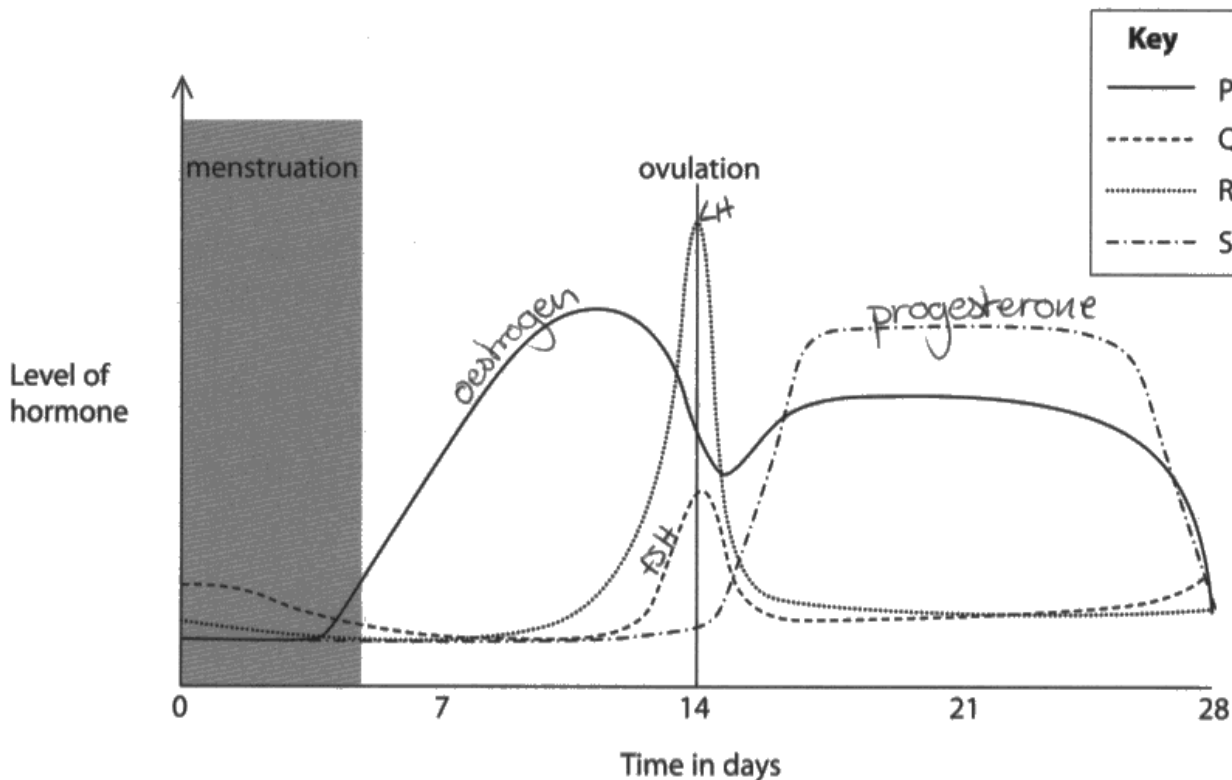 Key
P
Q
R
S
menstruation
ovulation
LH
oestrogen
progesterone
FSH
Level of
hormone
0 7 14 21 28
Time in days